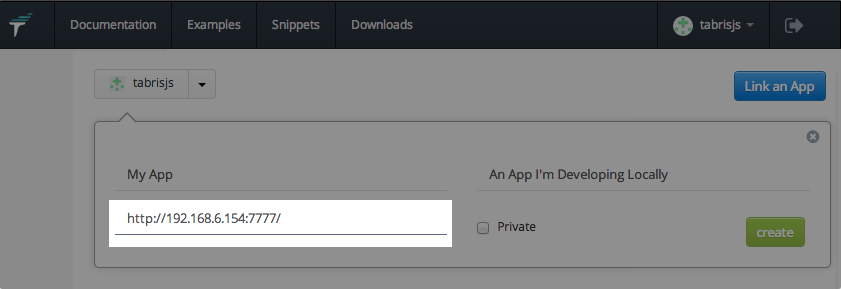 Documentation Examples Snippets Downloads tabrisjs
tabrisjs Link an App
My App An App I'm Developing Locally
http://192.168.6.154:7777/ Private create